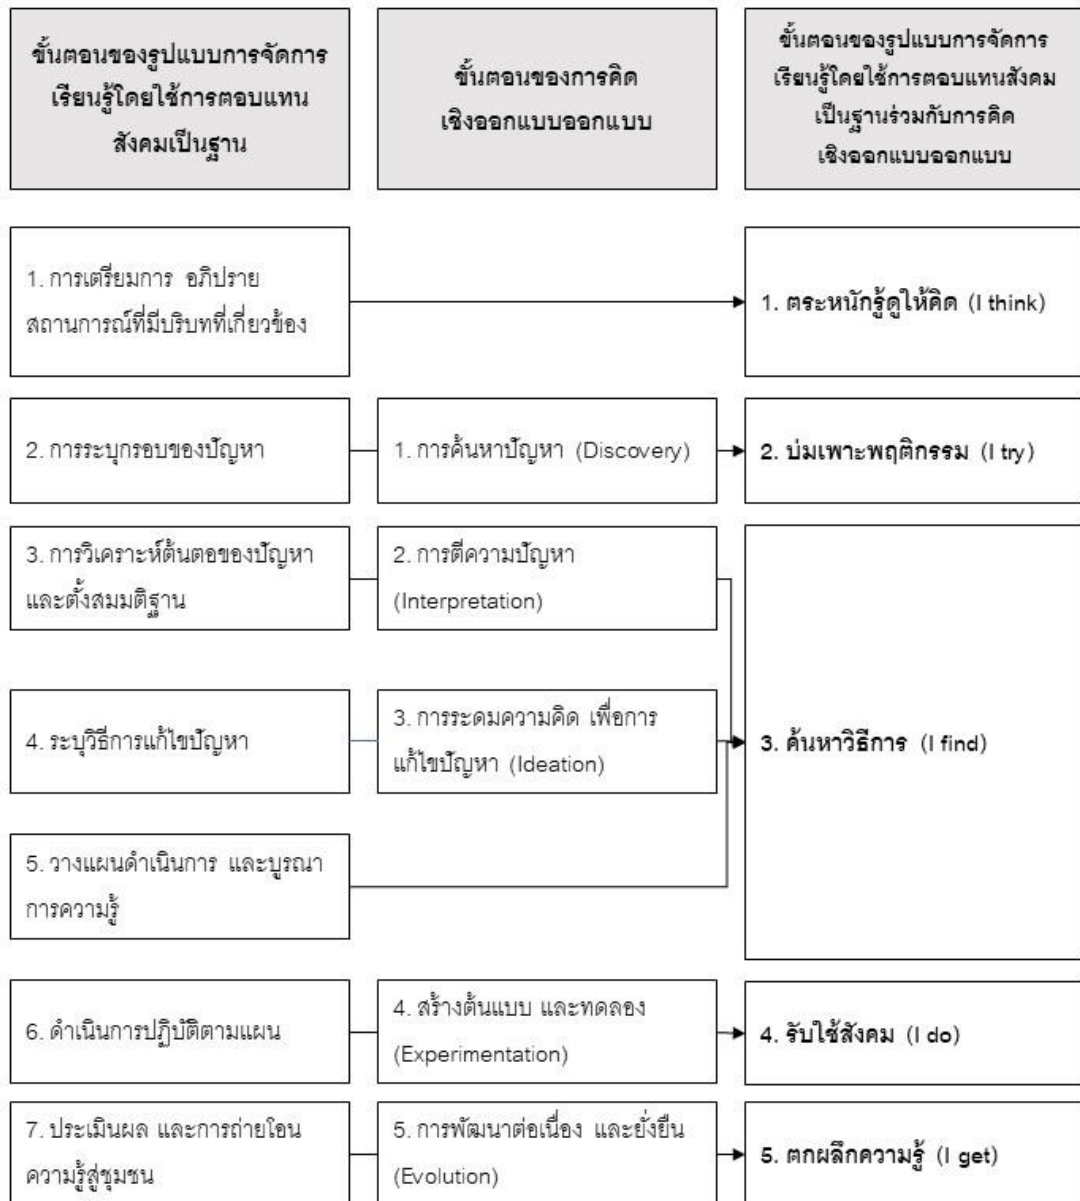 ขั้นตอนของรูปแบบการจัดการ
เรียนรู้โดยใช้การตอบแทน
สังคมเป็นฐาน
ขั้นตอนของการคิด
เชิงออกแบบออกแบบ
ขั้นตอนของรูปแบบการจัดการ
เรียนรู้โดยใช้การตอบแทนสังคม
เป็นฐานร่วมกับการคิด
เชิงออกแบบออกแบบ
1. การเตรียมการ อภิปราย
สถานการณ์ที่มีบริบทที่เกี่ยวข้อง
1. ตระหนักรู้ดูให้คิด (I think)
2. การระบุกรอบของปัญหา
1. การค้นหาปัญหา (Discovery)
2. บ่มเพาะพฤติกรรม (I try)
3. การวิเคราะห์ต้นตอของปัญหา
และตั้งสมมติฐาน
2. การตีความปัญหา
(Interpretation)
4. ระบุวิธีการแก้ไขปัญหา
3. การระดมความคิด เพื่อการ
แก้ไขปัญหา (Ideation)
3. ค้นหาวิธีการ (I find)
5. วางแผนดำเนินการ และบูรณา
การความรู้
6. ดำเนินการปฏิบัติตามแผน
4. สร้างต้นแบบ และทดลอง
(Experimentation)
4. รับใช้สังคม (I do)
7. ประเมินผล และการถ่ายโอน
ความรู้สู่ชุมชน
5. การพัฒนาต่อเนื่อง และยั่งยืน
(Evolution)
5. ตกผลึกความรู้ (I get)